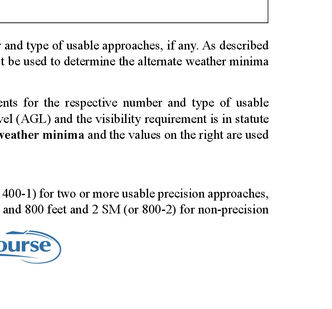 and type of usable approaches, if any. As described
t be used to determine the alternate weather minima
ents for the respective number and type of usable
vel (AGL) and the visibility requirement is in statute
weather minima and the values on the right are used
400-1) for two or more usable precision approaches,
and 800 feet and 2 SM (or 800-2) for non-precision
ourse